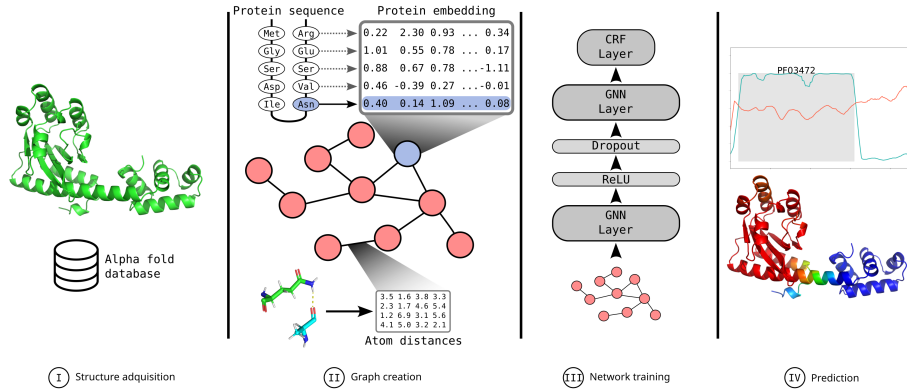 Protein sequence
Protein embedding
Met Arg 0.22 2.30 0.93 ... 0.34
Gly Glu 1.01 0.55 0.78 ... 0.17
Ser Ser 0.88 0.67 0.78 ...-1.11
Asp Val 0.46 -0.39 0.27 ...-0.01
Ile Asn 0.40 0.14 1.09 ... 0.08
Alpha fold
database
3.5 1.6 3.8 3.3
2.3 1.7 4.6 5.4
1.2 6.9 3.1 5.6
4.1 5.0 3.2 2.1
Atom distances
CRF
Layer
GNN
Layer
Dropout
ReLU
GNN
Layer
PF03472
I Structure adquisition
II Graph creation
III Network training
IV Prediction